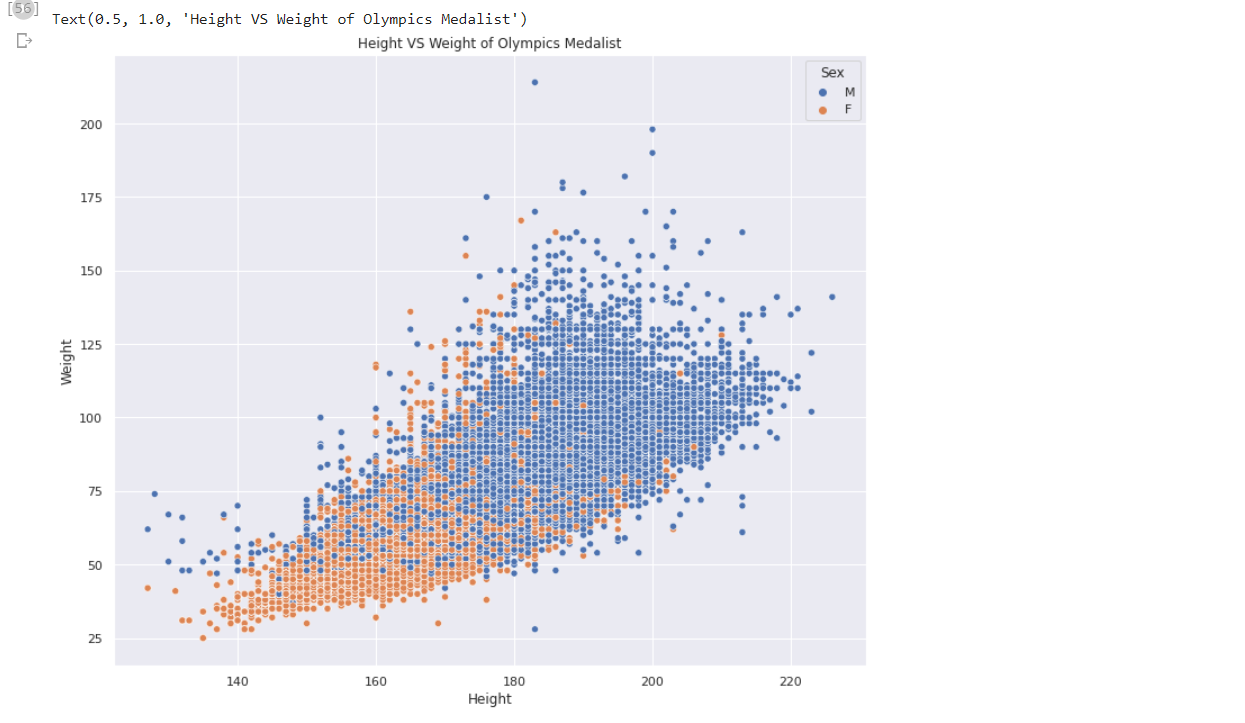 [56]
Text(0.5, 1.0, 'Height VS Weight of Olympics Medalist')
Height VS Weight of Olympics Medalist
Sex
M
F
200
175
150
125
100
75
50
25
Weight
140 160 180 200 220
Height